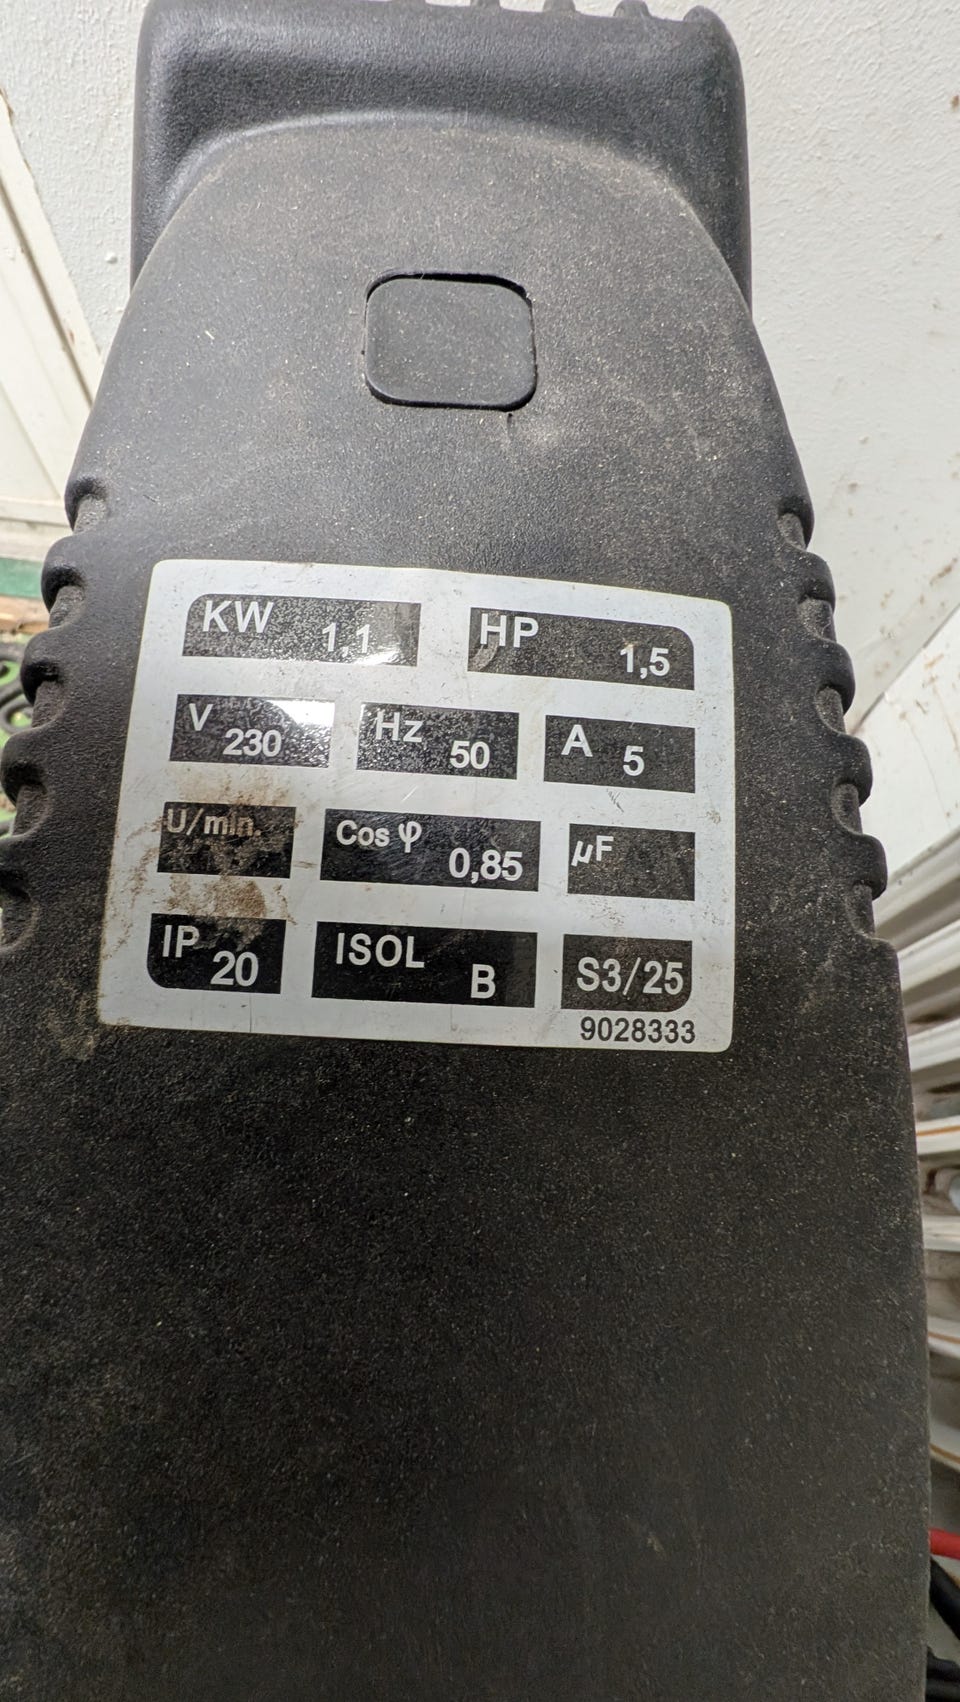 KW 1,1 HP 1,5
V 230 Hz 50 A 5
U/min. Cos φ 0,85 µF
IP 20 ISOL B S3/25
9028333